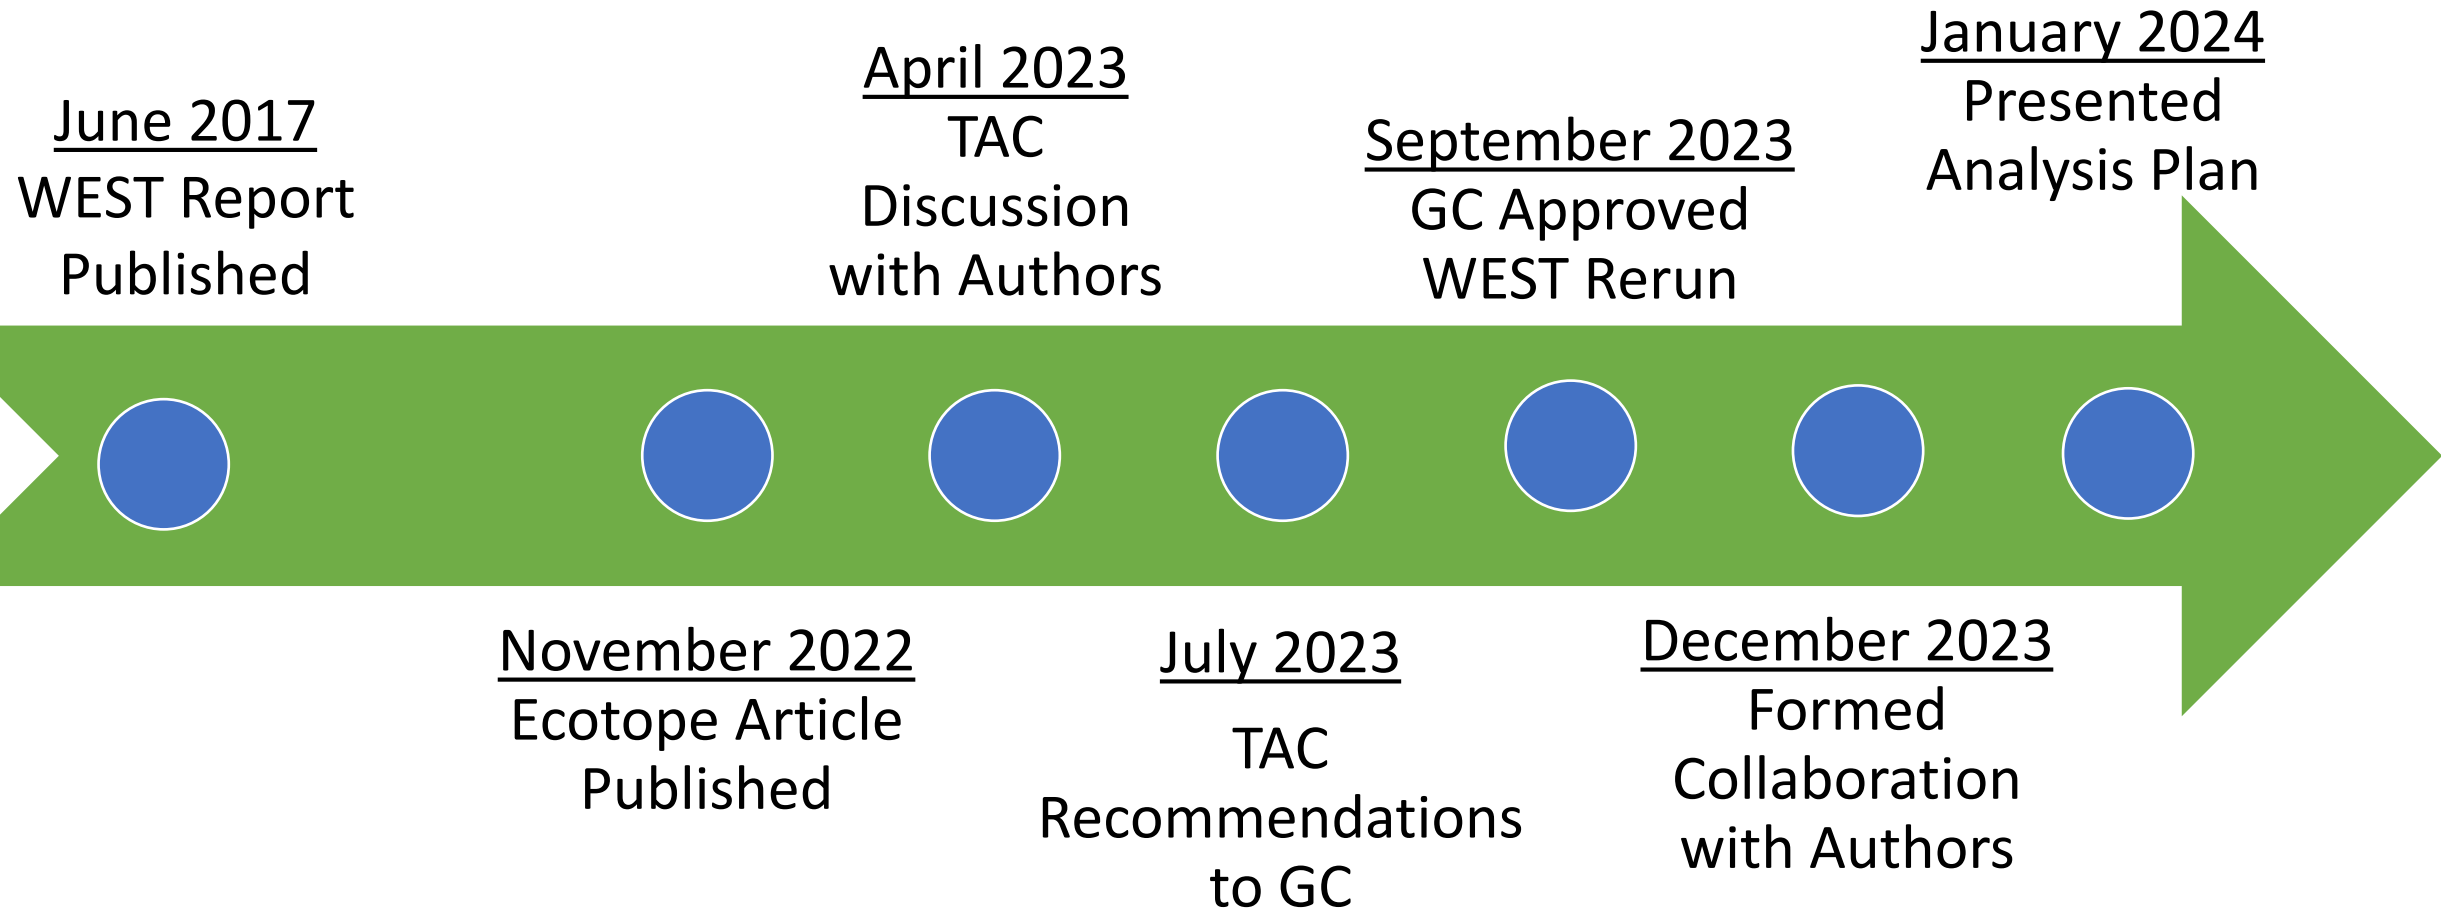 June 2017
WEST Report
Published
November 2022
Ecotope Article
Published
April 2023
TAC
Discussion
with Authors
July 2023
TAC
Recommendations
to GC
September 2023
GC Approved
WEST Rerun
December 2023
Formed
Collaboration
with Authors
January 2024
Presented
Analysis Plan